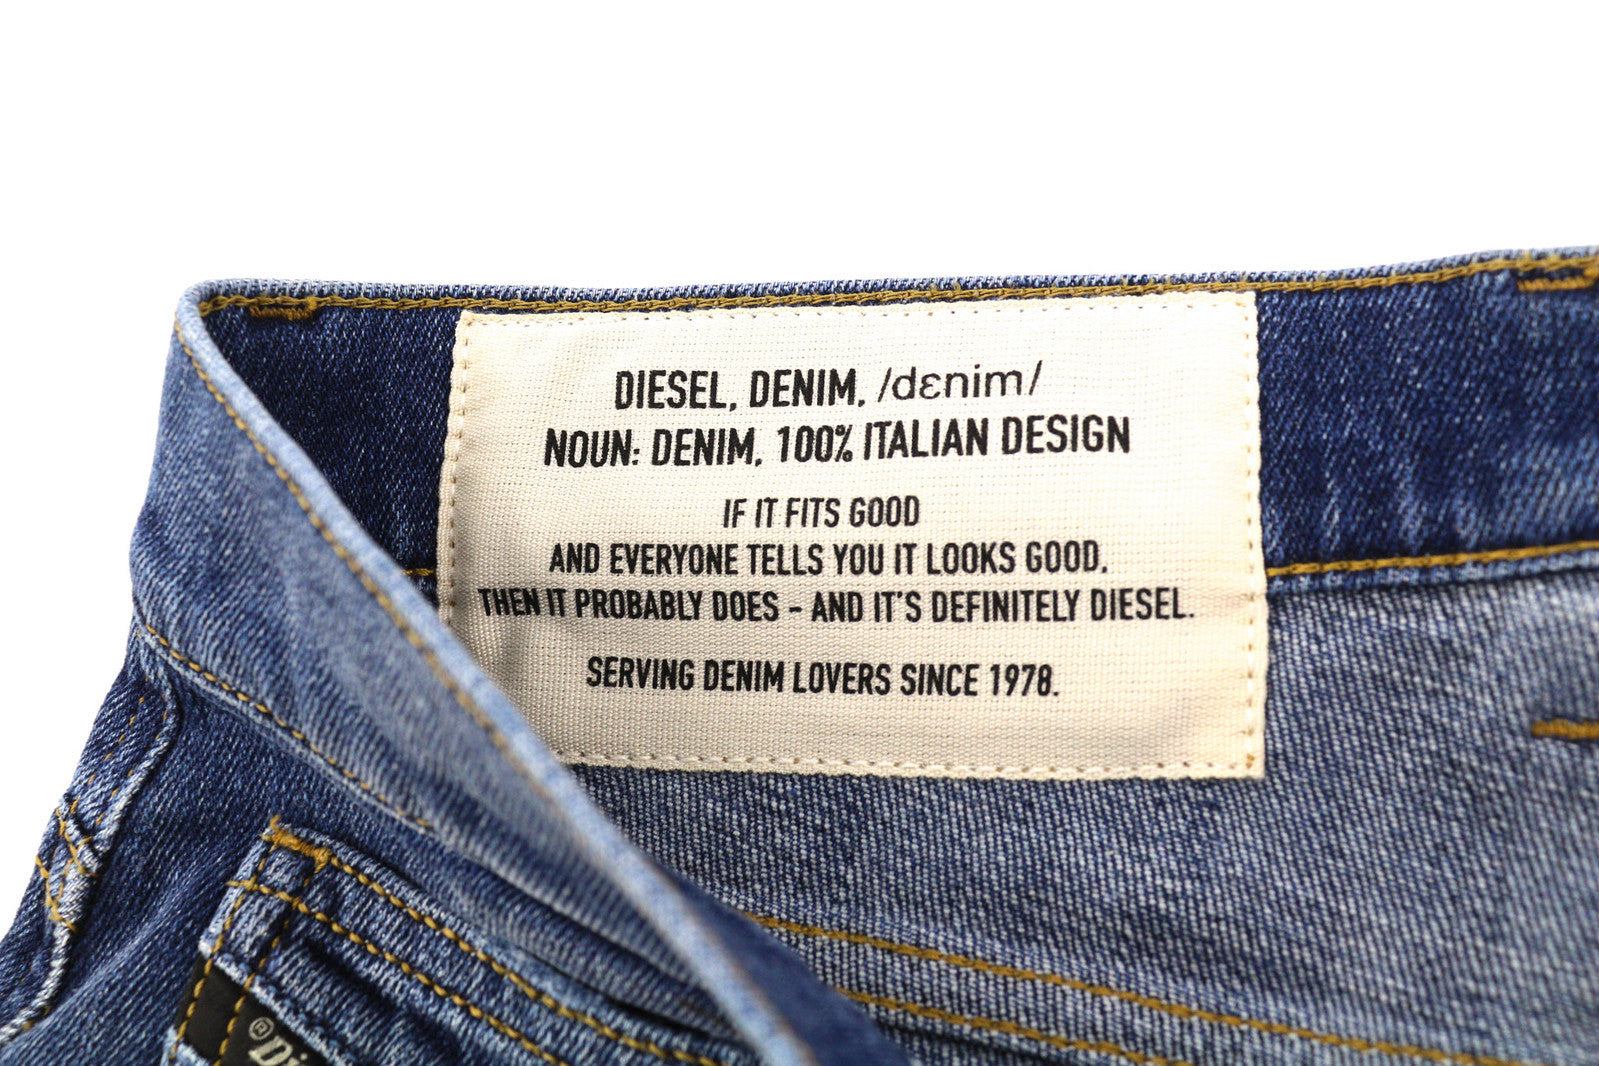 DIESEL, DENIM, /dɛnim/
NOUN: DENIM, 100% ITALIAN DESIGN
IF IT FITS GOOD
AND EVERYONE TELLS YOU IT LOOKS GOOD,
THEN IT PROBABLY DOES - AND IT'S DEFINITELY DIESEL.
SERVING DENIM LOVERS SINCE 1978.
®Di